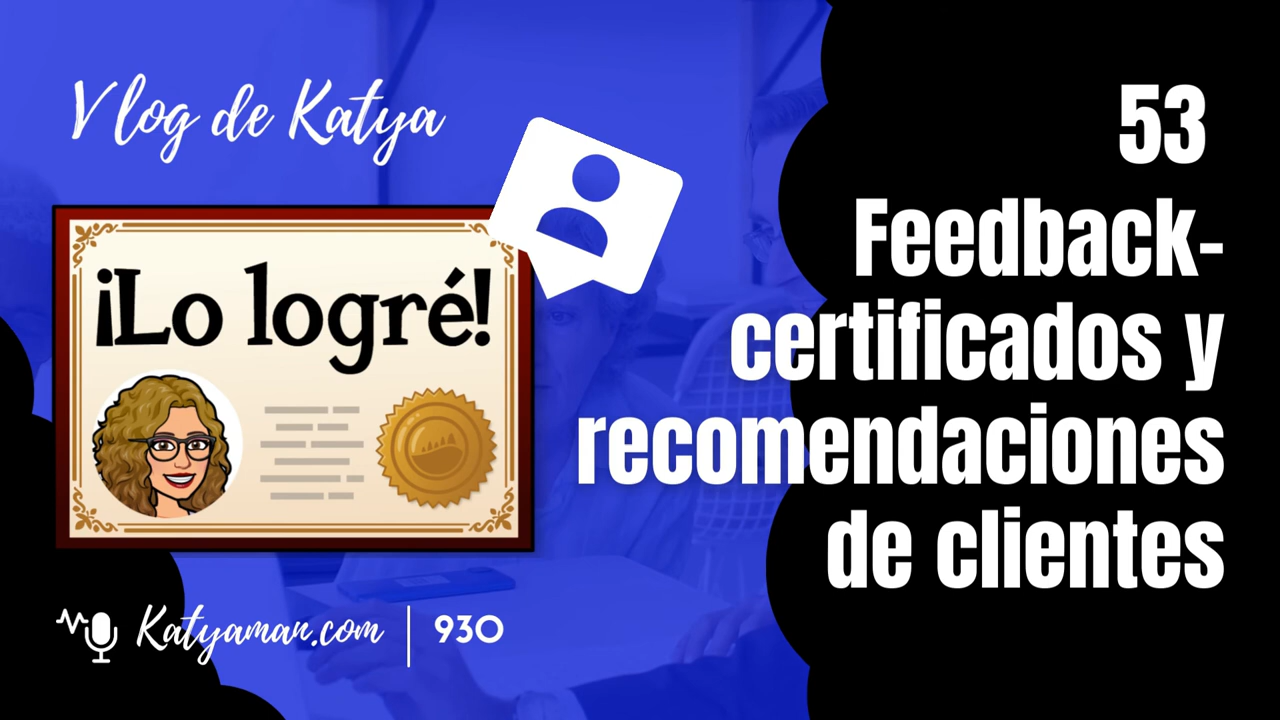 Vlog de Katya
¡Lo logré!
53
Feedback-
certificados y
recomendaciones
de clientes
Katyaman.com | 930